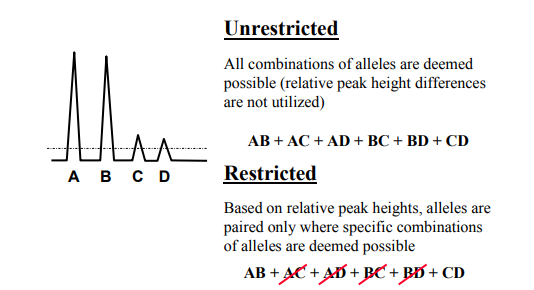 Unrestricted
All combinations of alleles are deemed
possible (relative peak height differences
are not utilized)
AB + AC + AD + BC + BD + CD
A B C D
Restricted
Based on relative peak heights, alleles are
paired only where specific combinations
of alleles are deemed possible
AB + AC + AD + BC + BD + CD